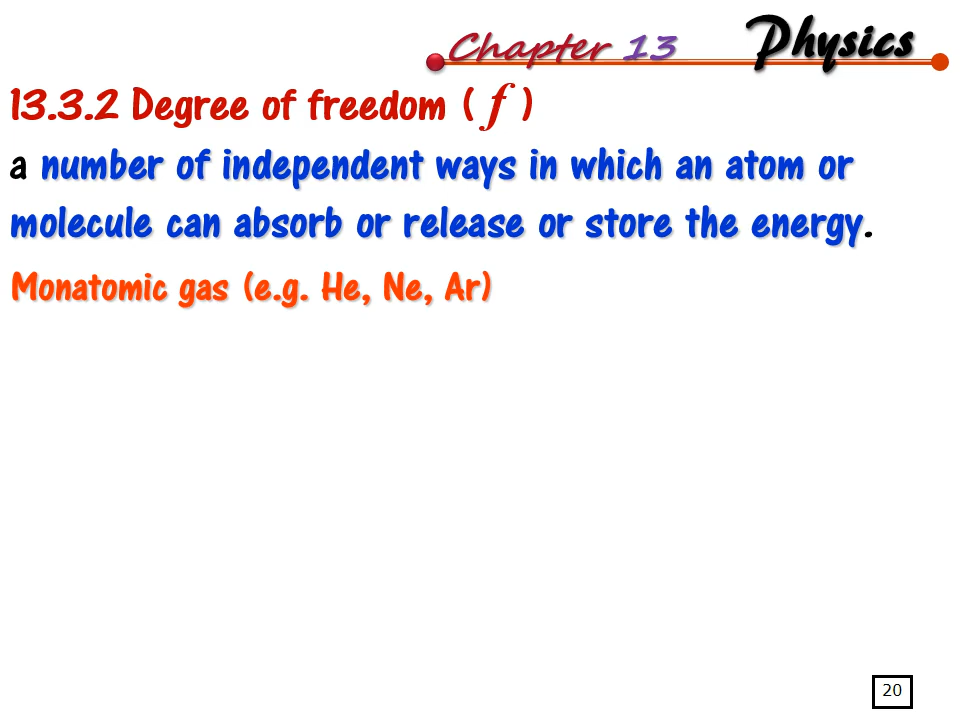 Chapter 13 Physics
13.3.2 Degree of freedom ( f )
a number of independent ways in which an atom or
molecule can absorb or release or store the energy.
Monatomic gas (e.g. He, Ne, Ar)
20